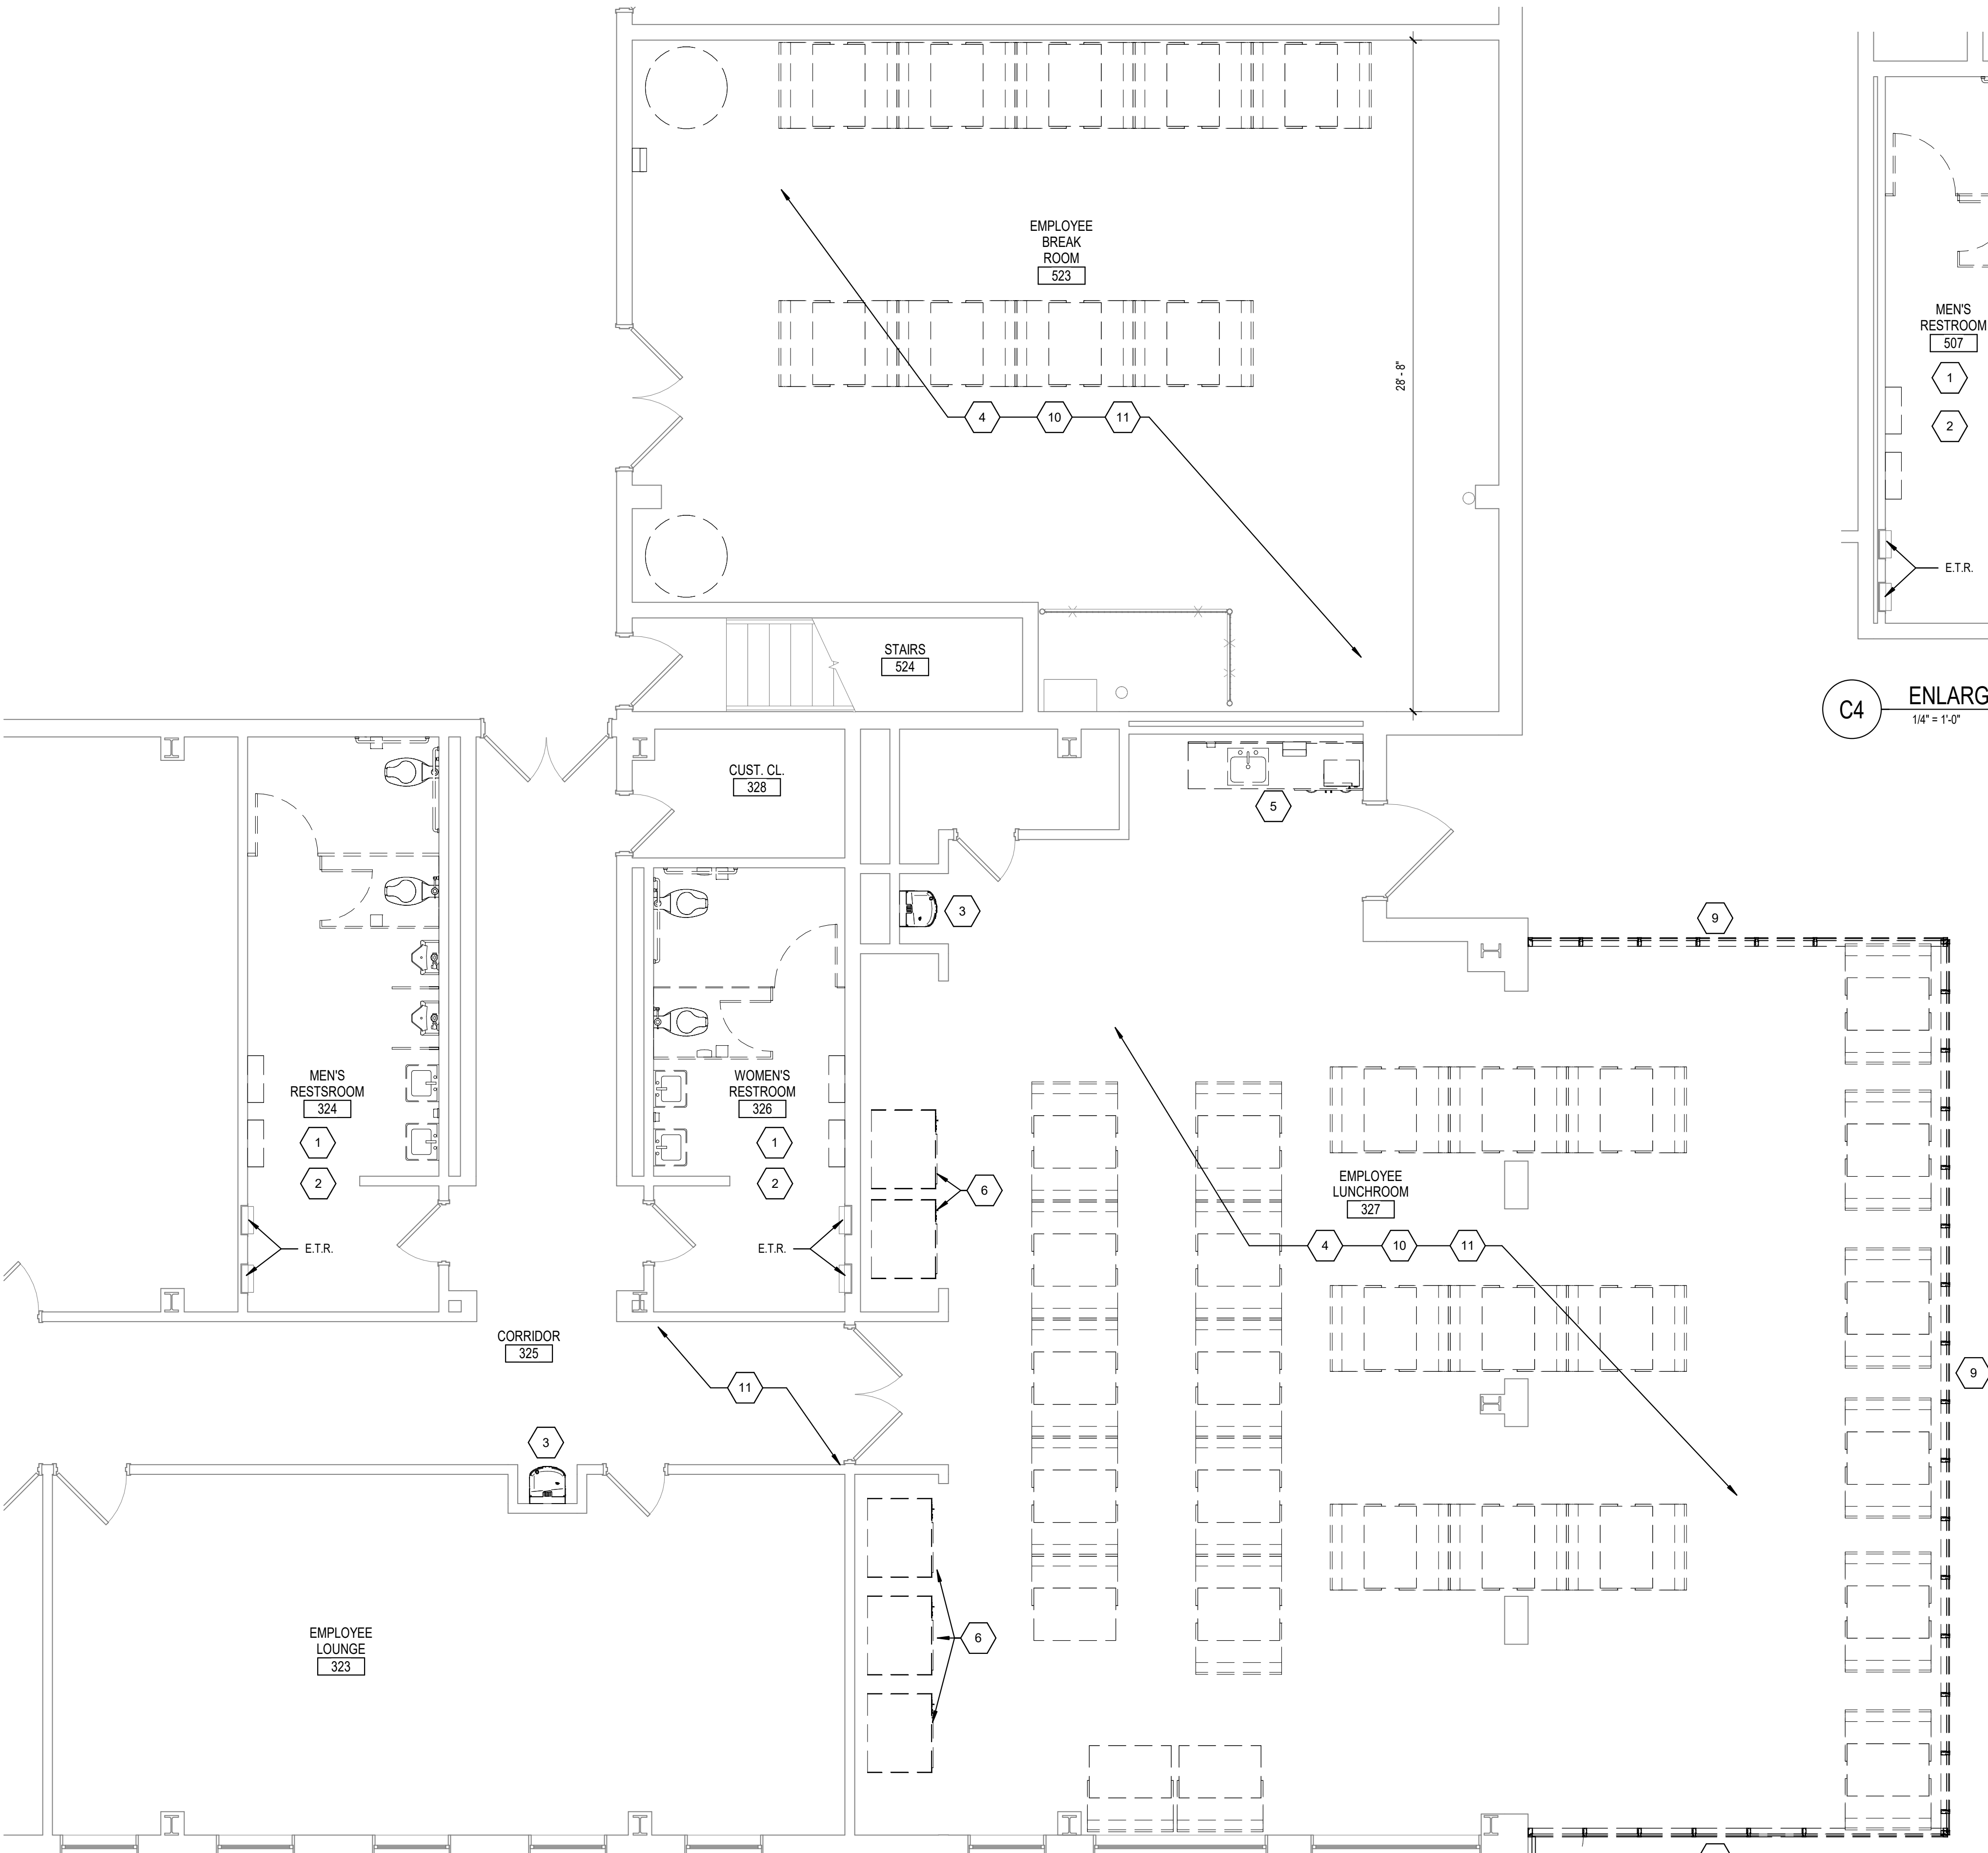 EMPLOYEE
BREAK
ROOM
523
28' - 8"
4
10
11
STAIRS
524
MEN'S
RESTROOM
507
1
2
E.T.R.
C4
ENLARG
1/4" = 1'-0"
CUST. CL.
328
5
3
9
MEN'S
RESTSROOM
324
1
2
E.T.R.
WOMEN'S
RESTROOM
326
1
2
E.T.R.
6
EMPLOYEE
LUNCHROOM
327
4
10
11
CORRIDOR
325
11
9
3
EMPLOYEE
LOUNGE
323
6